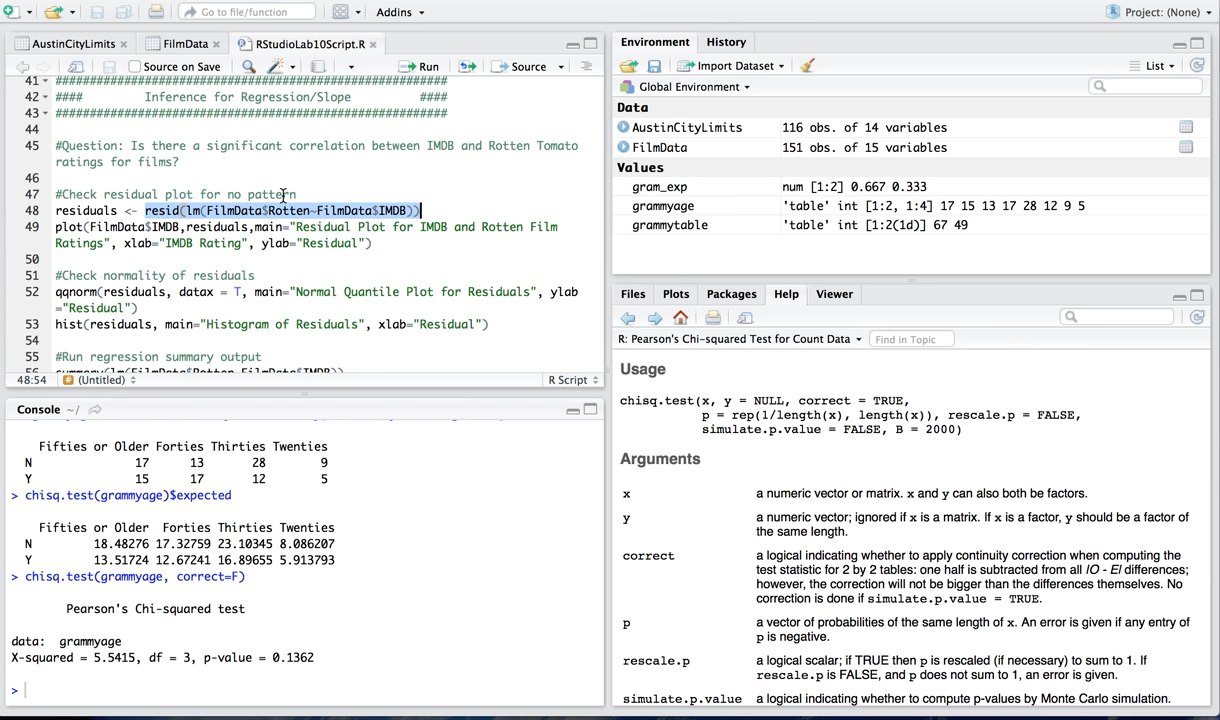 Go to file/function
Addins
Project: (None)
AustinCityLimits
FilmData
RStudioLab10Script.R
Source on Save
Run
Source
41 #############################################################
42 #### Inference for Regression/Slope ####
43 #############################################################
44
45 #Question: Is there a significant correlation between IMDB and Rotten Tomato
ratings for films?
46
47 #Check residual plot for no pattern
48 residuals <- resid(lm(FilmData$Rotten~FilmData$IMDB))
49 plot(FilmData$IMDB,residuals,main="Residual Plot for IMDB and Rotten Film
Ratings", xlab="IMDB Rating", ylab="Residual")
50
51 #Check normality of residuals
52 qqnorm(residuals, datax = T, main="Normal Quantile Plot for Residuals", ylab
="Residual")
53 hist(residuals, main="Histogram of Residuals", xlab="Residual")
54
55 #Run regression summary output
56 summary(lm(FilmData$Rotten~FilmData$IMDB))
48:54
(Untitled)
R Script
Console ~/
Fifties or Older Forties Thirties Twenties
N 17 13 28 9
Y 15 17 12 5
> chisq.test(grammyage)$expected
Fifties or Older Forties Thirties Twenties
N 18.48276 17.32759 23.10345 8.086207
Y 13.51724 12.67241 16.89655 5.913793
> chisq.test(grammyage, correct=F)
Pearson's Chi-squared test
data: grammyage
X-squared = 5.5415, df = 3, p-value = 0.1362
>
Environment
History
Import Dataset
List
Global Environment
Data
AustinCityLimits 116 obs. of 14 variables
FilmData 151 obs. of 15 variables
Values
gram_exp num [1:2] 0.667 0.333
grammyage 'table' int [1:2, 1:4] 17 15 13 17 28 12 9 5
grammytable 'table' int [1:2(1d)] 67 49
Files
Plots
Packages
Help
Viewer
R: Pearson's Chi-squared Test for Count Data
Find in Topic
Usage
chisq.test(x, y = NULL, correct = TRUE,
p = rep(1/length(x), length(x)), rescale.p = FALSE,
simulate.p.value = FALSE, B = 2000)
Arguments
x a numeric vector or matrix. x and y can also both be factors.
y a numeric vector; ignored if x is a matrix. If x is a factor, y should be a factor of
the same length.
correct a logical indicating whether to apply continuity correction when computing the
test statistic for 2 by 2 tables: one half is subtracted from all |O - E| differences;
however, the correction will not be bigger than the differences themselves. No
correction is done if simulate.p.value = TRUE.
p a vector of probabilities of the same length of x. An error is given if any entry of
p is negative.
rescale.p a logical scalar; if TRUE then p is rescaled (if necessary) to sum to 1. If
rescale.p is FALSE, and p does not sum to 1, an error is given.
simulate.p.value a logical indicating whether to compute p-values by Monte Carlo simulation.